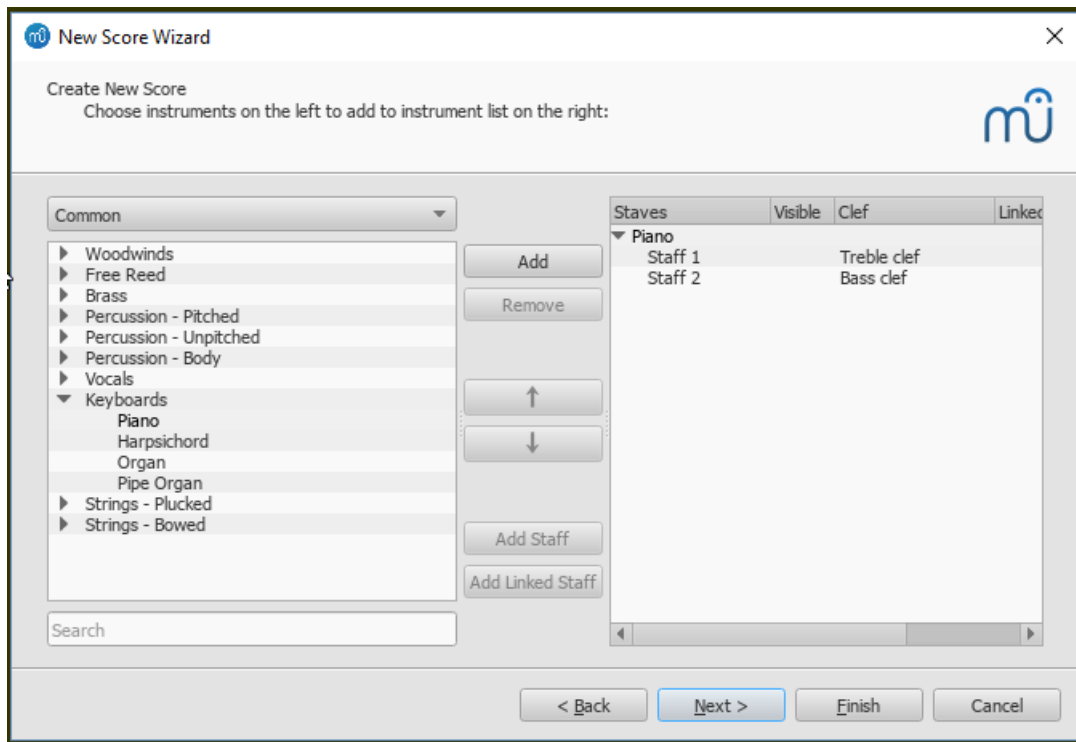 New Score Wizard
Create New Score
Choose instruments on the left to add to instrument list on the right:
Common
Woodwinds
Free Reed
Brass
Percussion - Pitched
Percussion - Unpitched
Percussion - Body
Vocals
Keyboards
Piano
Harpsichord
Organ
Pipe Organ
Strings - Plucked
Strings - Bowed
Search
Add
Remove
↑
↓
Add Staff
Add Linked Staff
Staves Visible Clef Linked
Piano
Staff 1 Treble clef
Staff 2 Bass clef
< Back Next > Finish Cancel